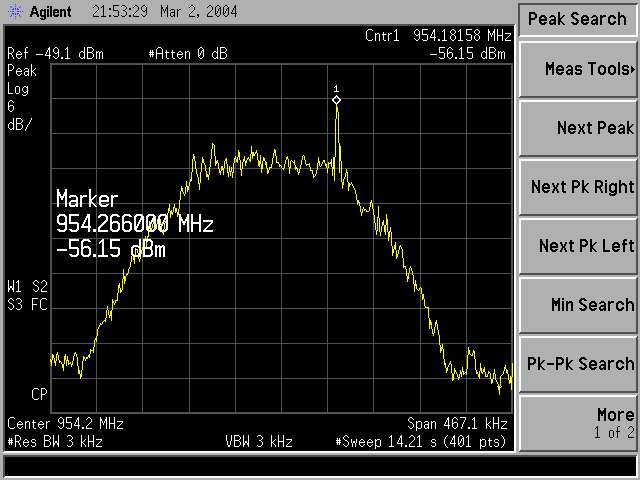 Agilent 21:53:29 Mar 2, 2004
Peak Search
Cntr1 954.18158 MHz
Ref -49.1 dBm #Atten 0 dB -56.15 dBm
Peak
Log
6
dB/
1
Marker
954.266000 MHz
-56.15 dBm
W1 S2
S3 FC
CP
Center 954.2 MHz Span 467.1 kHz
#Res BW 3 kHz VBW 3 kHz #Sweep 14.21 s (401 pts)
Meas Tools
Next Peak
Next Pk Right
Next Pk Left
Min Search
Pk-Pk Search
More
1 of 2